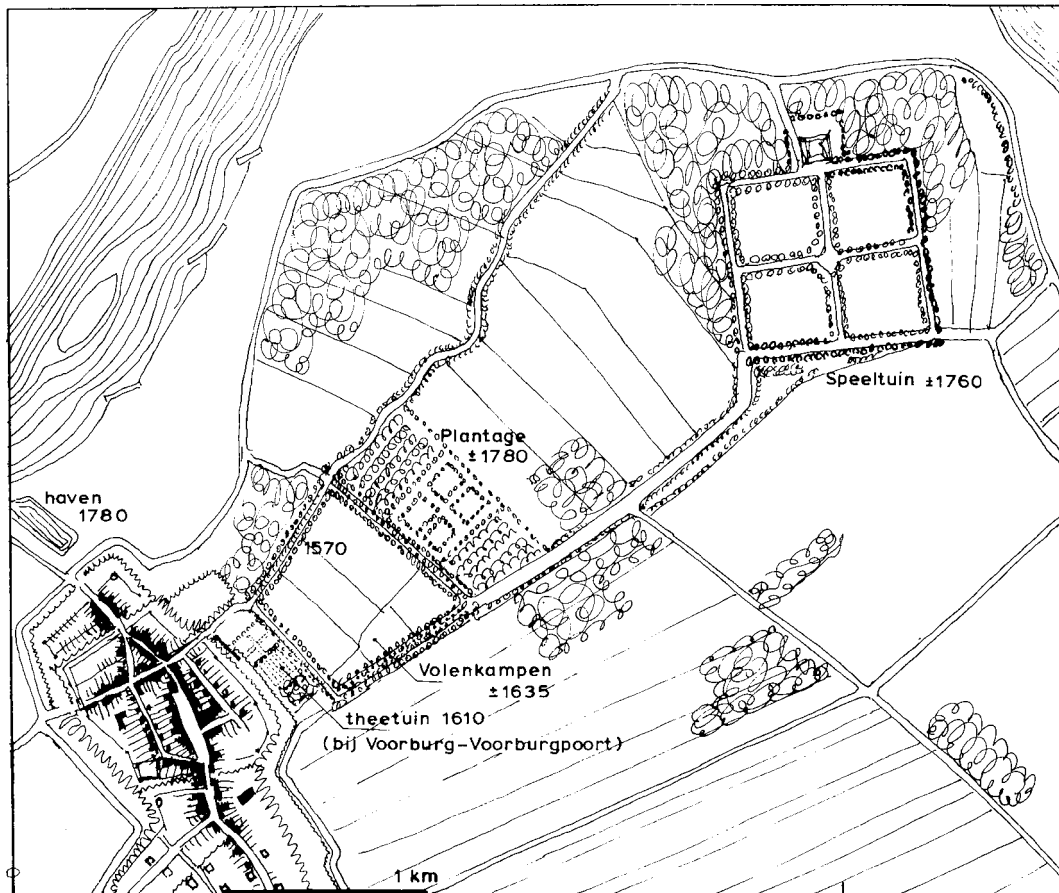 Speeltuin ±1760
Plantage
±1780
haven
1780
1570
Volenkampen
±1635
theetuin 1610
(bij Voorburg-Voorburgpoort)
1 km